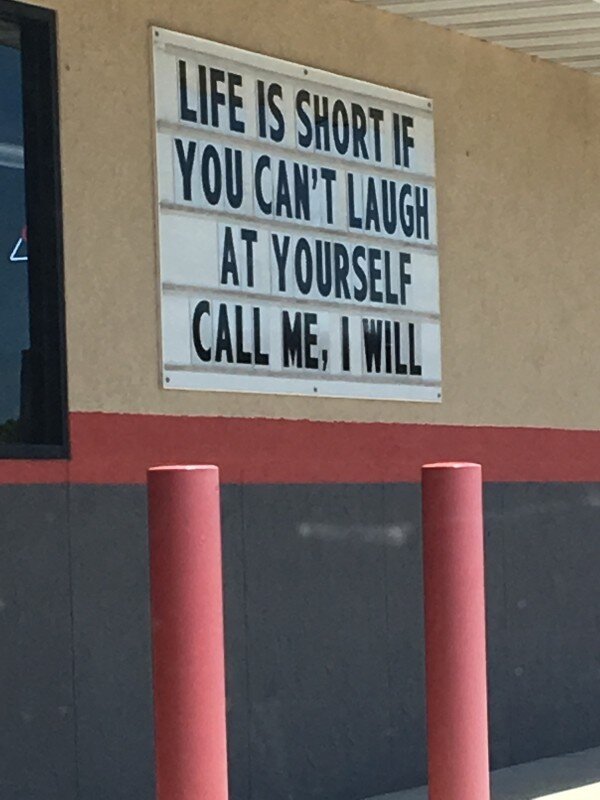 LIFE IS SHORT IF
YOU CAN'T LAUGH
AT YOURSELF
CALL ME, I WILL